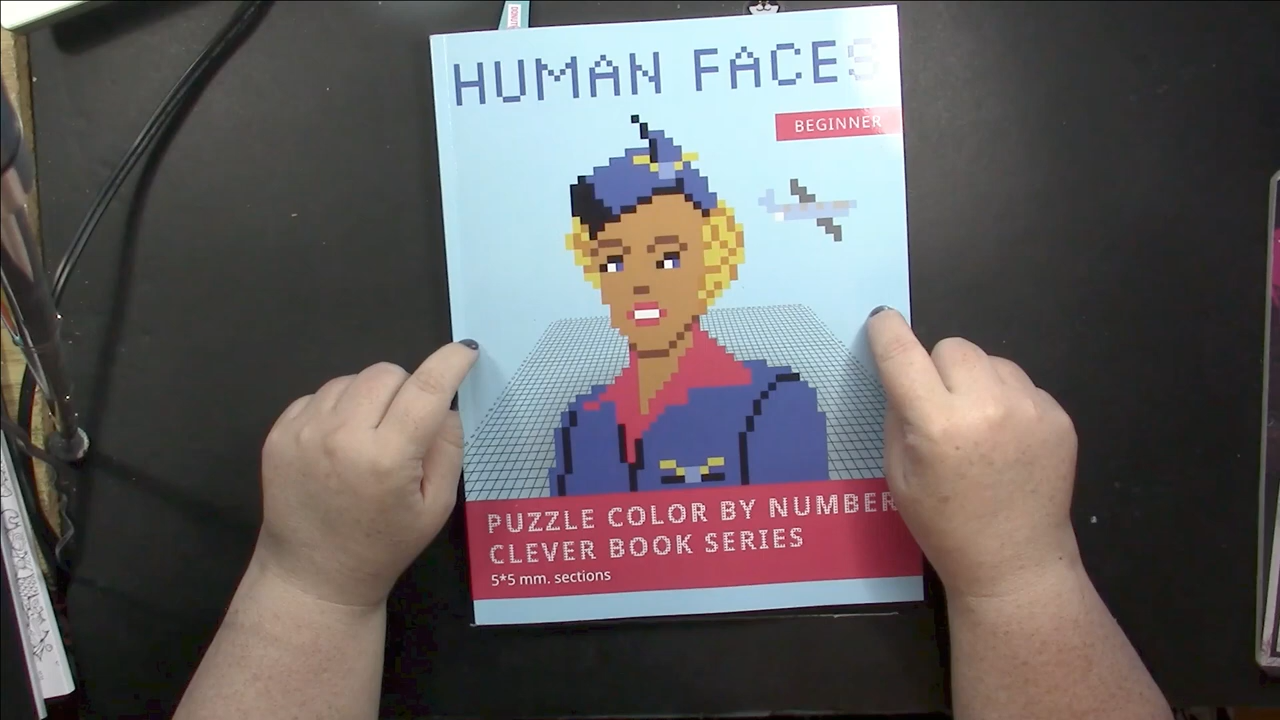 HUMAN FACES
BEGINNER
PUZZLE COLOR BY NUMBER
CLEVER BOOK SERIES
5*5 mm. sections